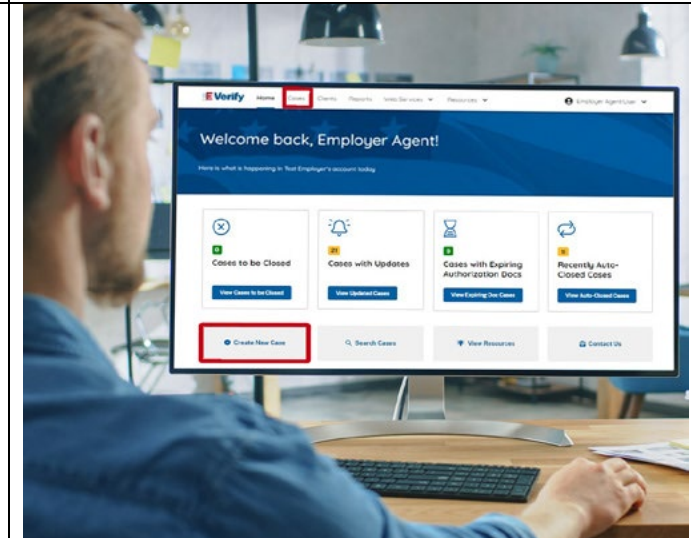 E-Verify Home Cases Clients Reports Web Services Resources Employer Agent User
Welcome back, Employer Agent!
Here is what is happening in Test Employer's account today
0
Cases to be Closed
View Cases to be Closed
21
Cases with Updates
View Updated Cases
0
Cases with Expiring
Authorization Docs
View Expiring Doc Cases
Recently Auto-
Closed Cases
View Auto-Closed Cases
Create New Case
Search Cases
View Resources
Contact Us